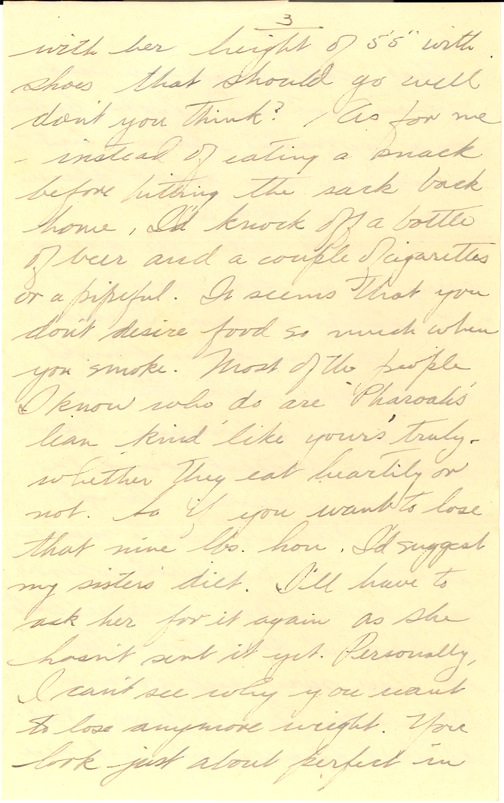 3
with her height of 5'5" with
shoes that should go well
don't you think? As for me
- instead of eating a snack
before hitting the sack back
home, I'd knock off a bottle
of beer and a couple of cigarettes
or a pipeful. It seems that you
don't desire food so much when
you smoke. Most of the people
I know who do are 'Pharoah's
lean kind' like yours' truly -
whether they eat heartily or
not. So if you want to lose
that nine lbs. hon, I'd suggest
my sisters diet. I'll have to
ask her for it again as she
hasn't sent it yet. Personally,
I can't see why you want
to lose anymore weight. You
look just about perfect in